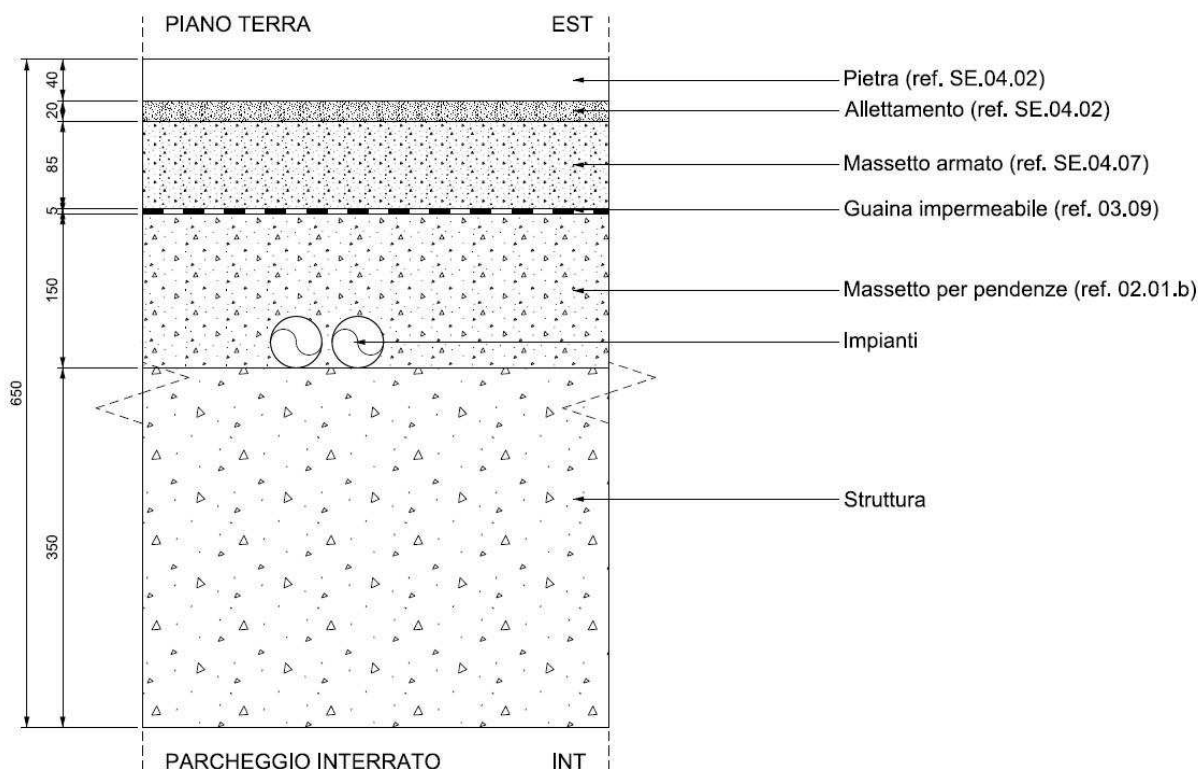 PIANO TERRA EST
40
Pietra (ref. SE.04.02)
20
Allettamento (ref. SE.04.02)
85
Massetto armato (ref. SE.04.07)
5
Guaina impermeabile (ref. 03.09)
150
Massetto per pendenze (ref. 02.01.b)
Impianti
650
350
Struttura
PARCHEGGIO INTERRATO INT